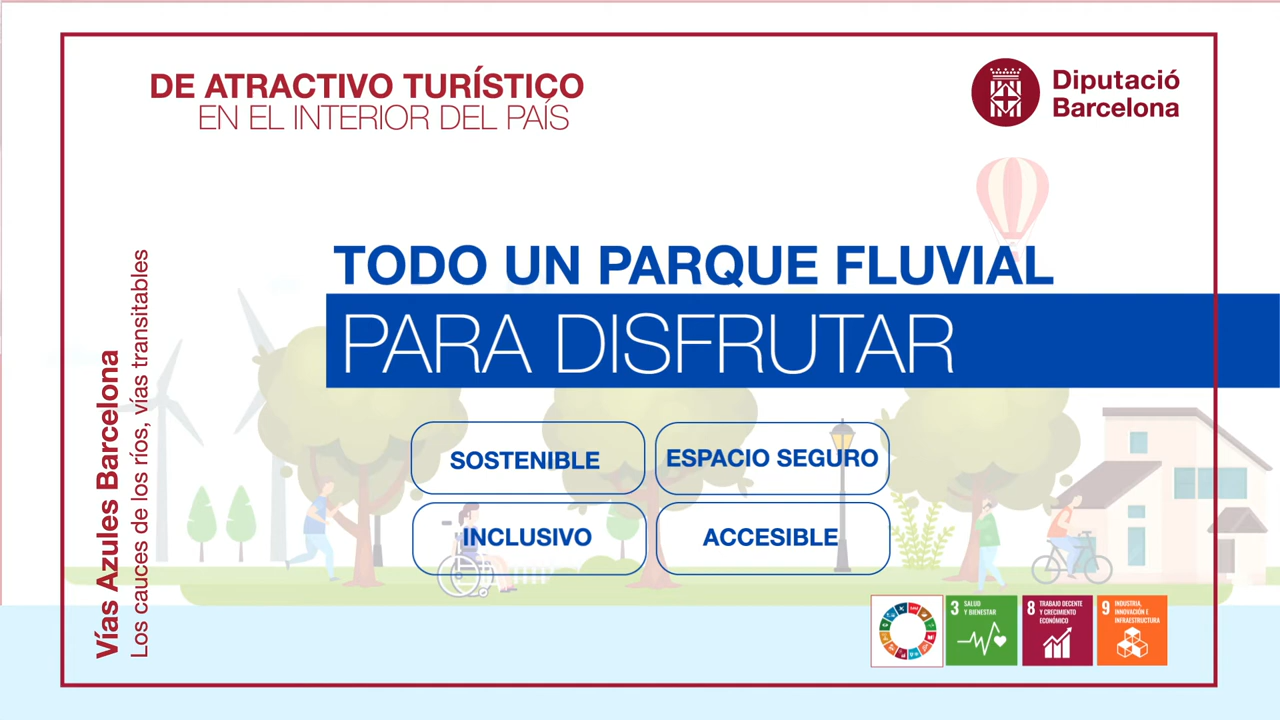 DE ATRACTIVO TURÍSTICO
EN EL INTERIOR DEL PAÍS
Diputació
Barcelona
TODO UN PARQUE FLUVIAL
PARA DISFRUTAR
SOSTENIBLE
ESPACIO SEGURO
INCLUSIVO
ACCESIBLE
Vías Azules Barcelona
Los cauces de los ríos, vías transitables
3 SALUD
Y BIENESTAR
8 TRABAJO DECENTE
Y CRECIMIENTO
ECONÓMICO
9 INDUSTRIA,
INNOVACIÓN E
INFRAESTRUCTURA